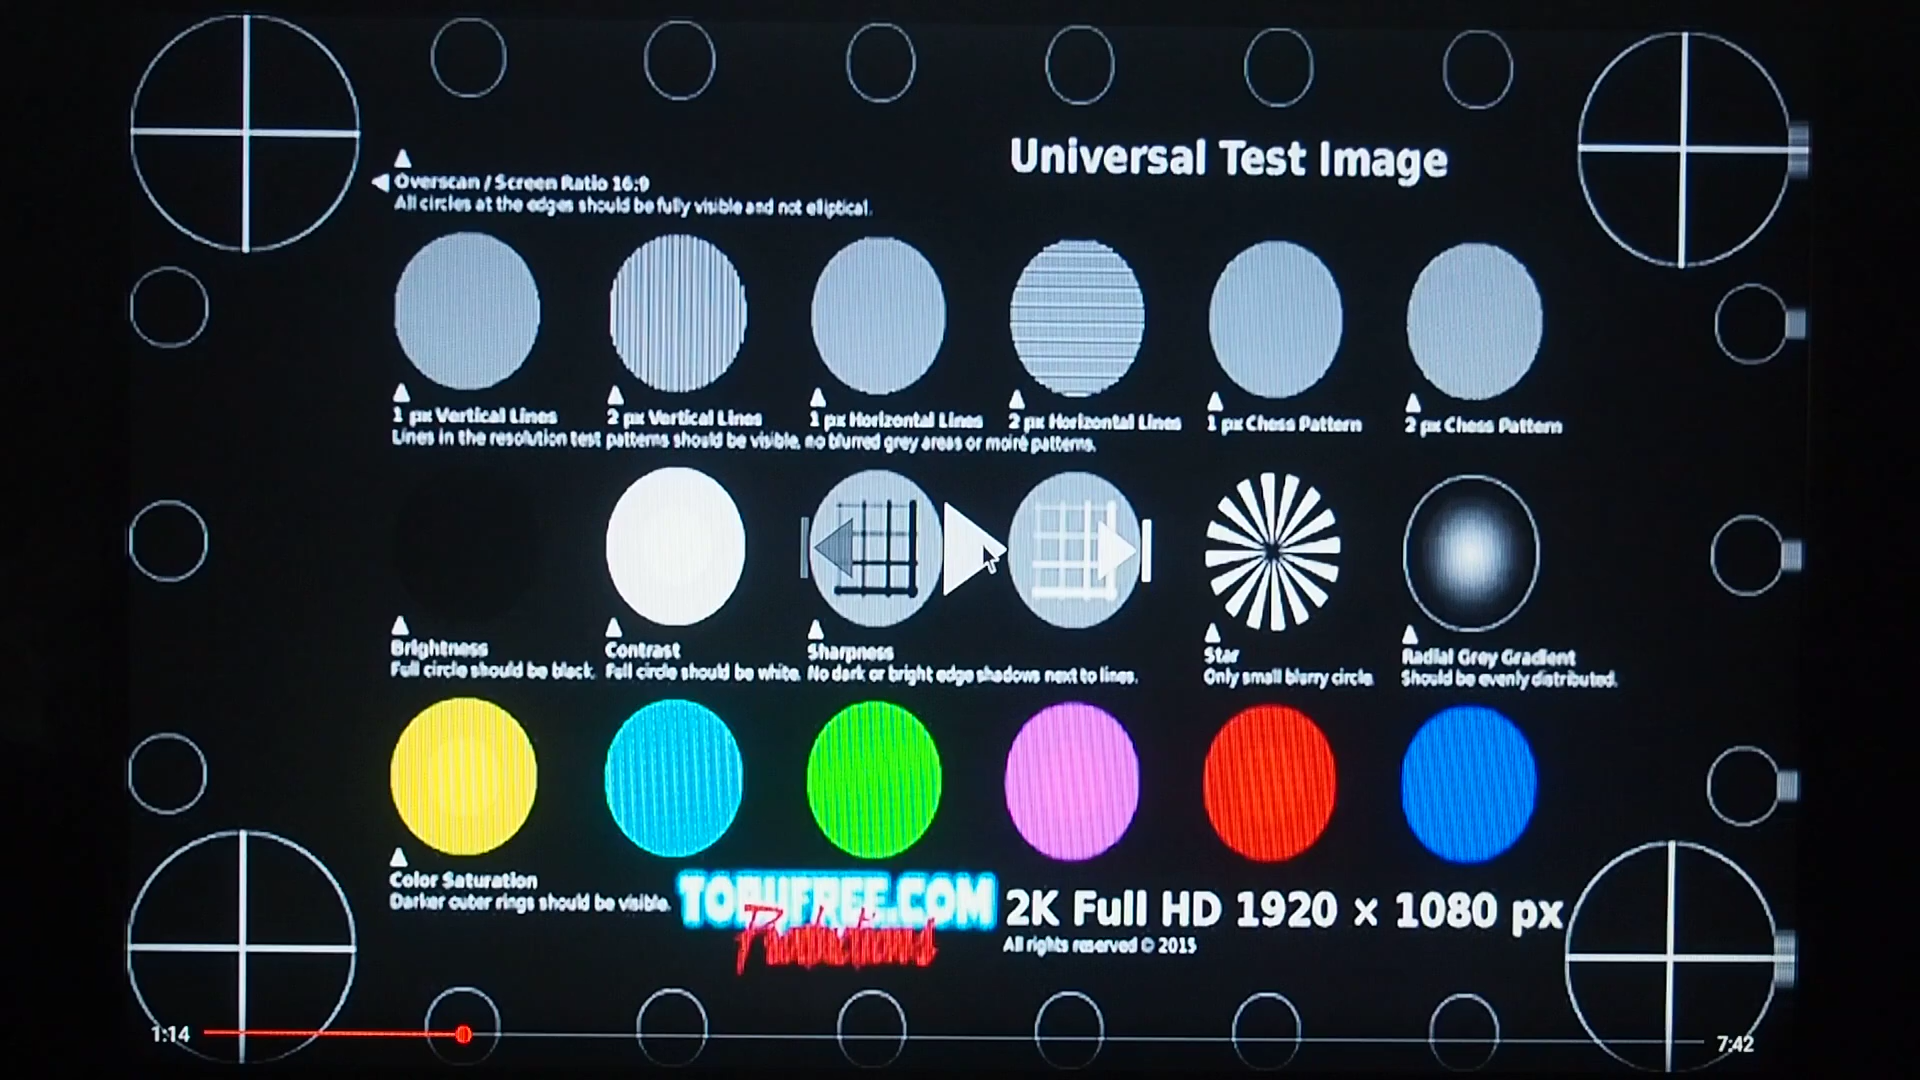 Universal Test Image
Overscan / Screen Ratio 16:9
All circles at the edges should be fully visible and not elliptical.
1 px Vertical Lines
2 px Vertical Lines
1 px Horizontal Lines
2 px Horizontal Lines
1 px Chess Pattern
2 px Chess Pattern
Lines in the resolution test patterns should be visible, no blurred grey areas or moiré patterns.
Brightness
Full circle should be black.
Contrast
Full circle should be white.
Sharpness
No dark or bright edge shadows next to lines.
Star
Only small blurry circle.
Radial Grey Gradient
Should be evenly distributed.
Color Saturation
Darker outer rings should be visible.
TOBUFREE.COM
Productions
2K Full HD 1920 × 1080 px
All rights reserved © 2015
1:14
7:42